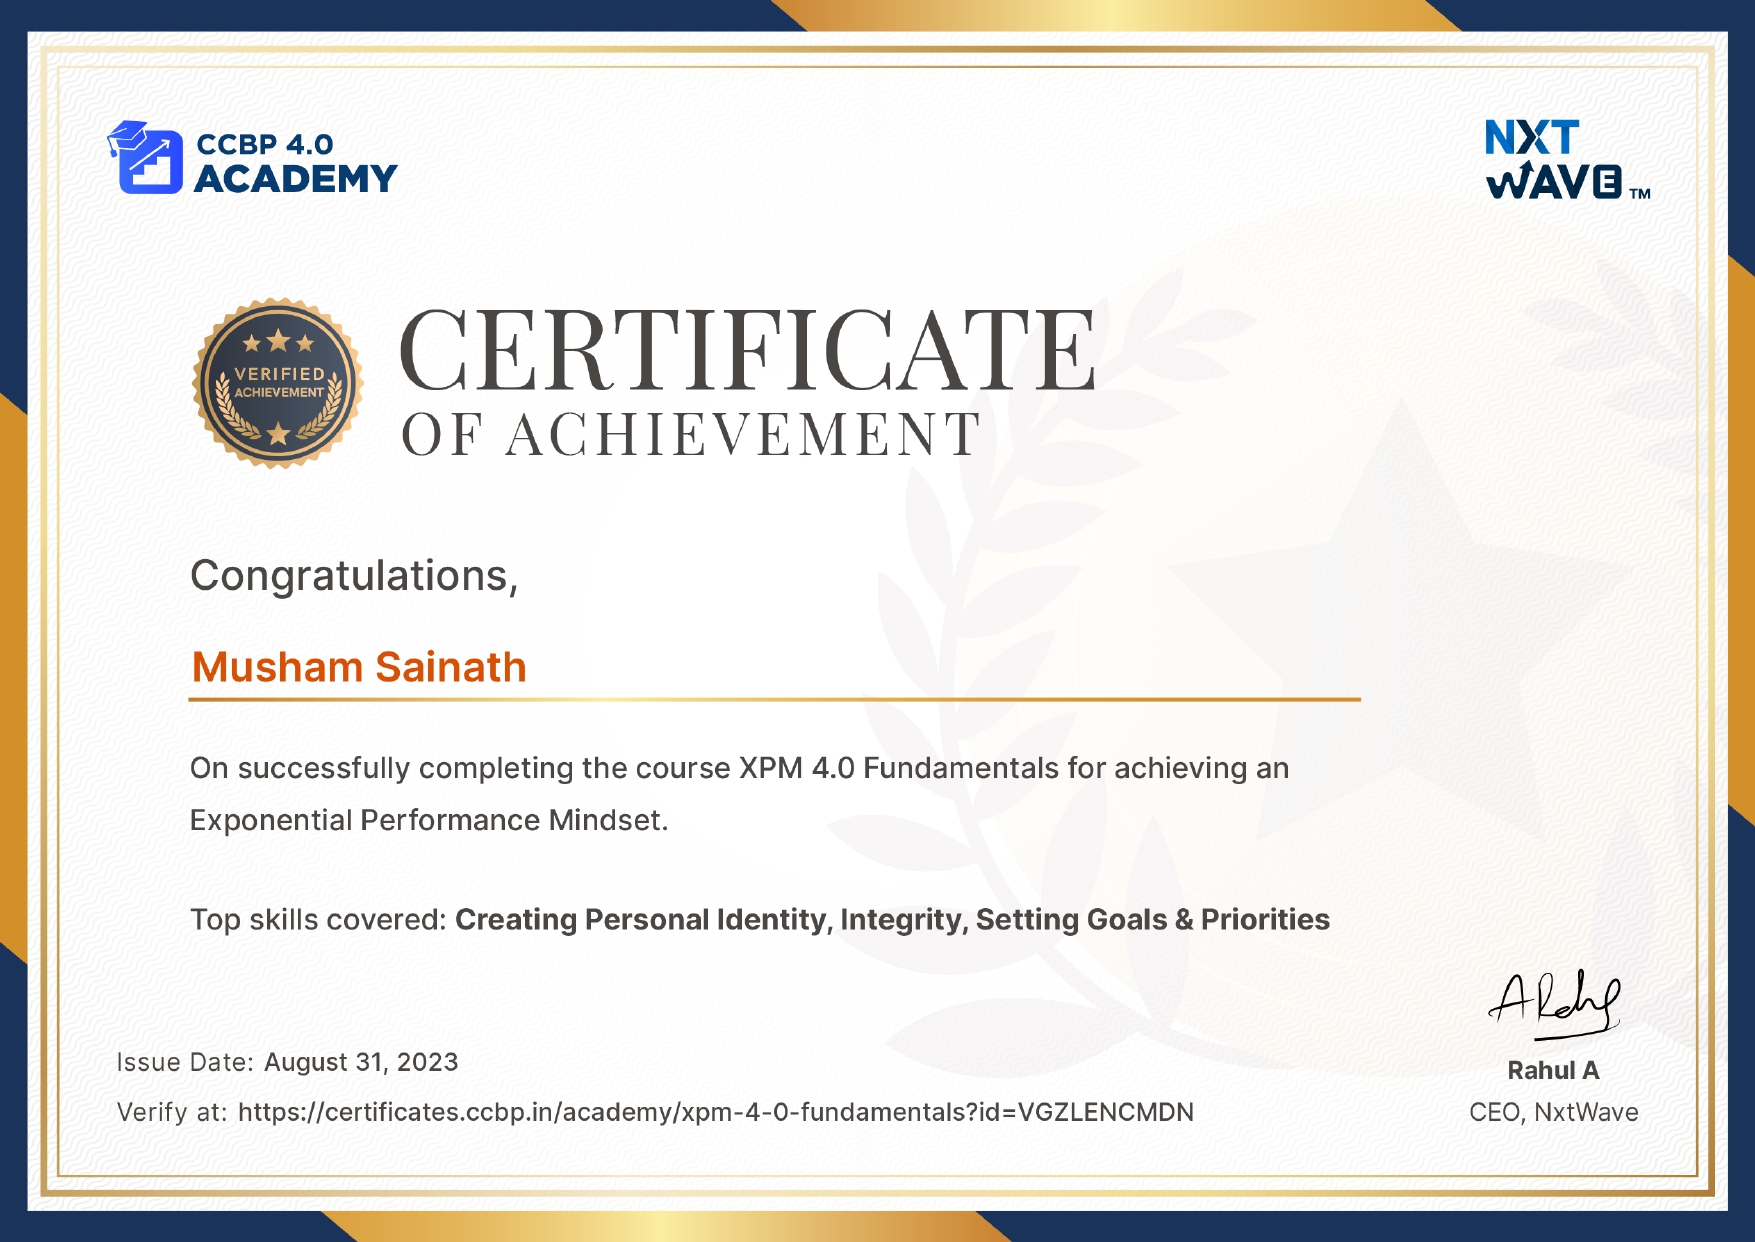 CCBP 4.0
ACADEMY
NXT
WAVE TM
VERIFIED
ACHIEVEMENT
CERTIFICATE
OF ACHIEVEMENT
Congratulations,
Musham Sainath
On successfully completing the course XPM 4.0 Fundamentals for achieving an
Exponential Performance Mindset.
Top skills covered: Creating Personal Identity, Integrity, Setting Goals & Priorities
Issue Date: August 31, 2023
Verify at: https://certificates.ccbp.in/academy/xpm-4-0-fundamentals?id=VGZLENCMDN
Rahul A
CEO, NxtWave